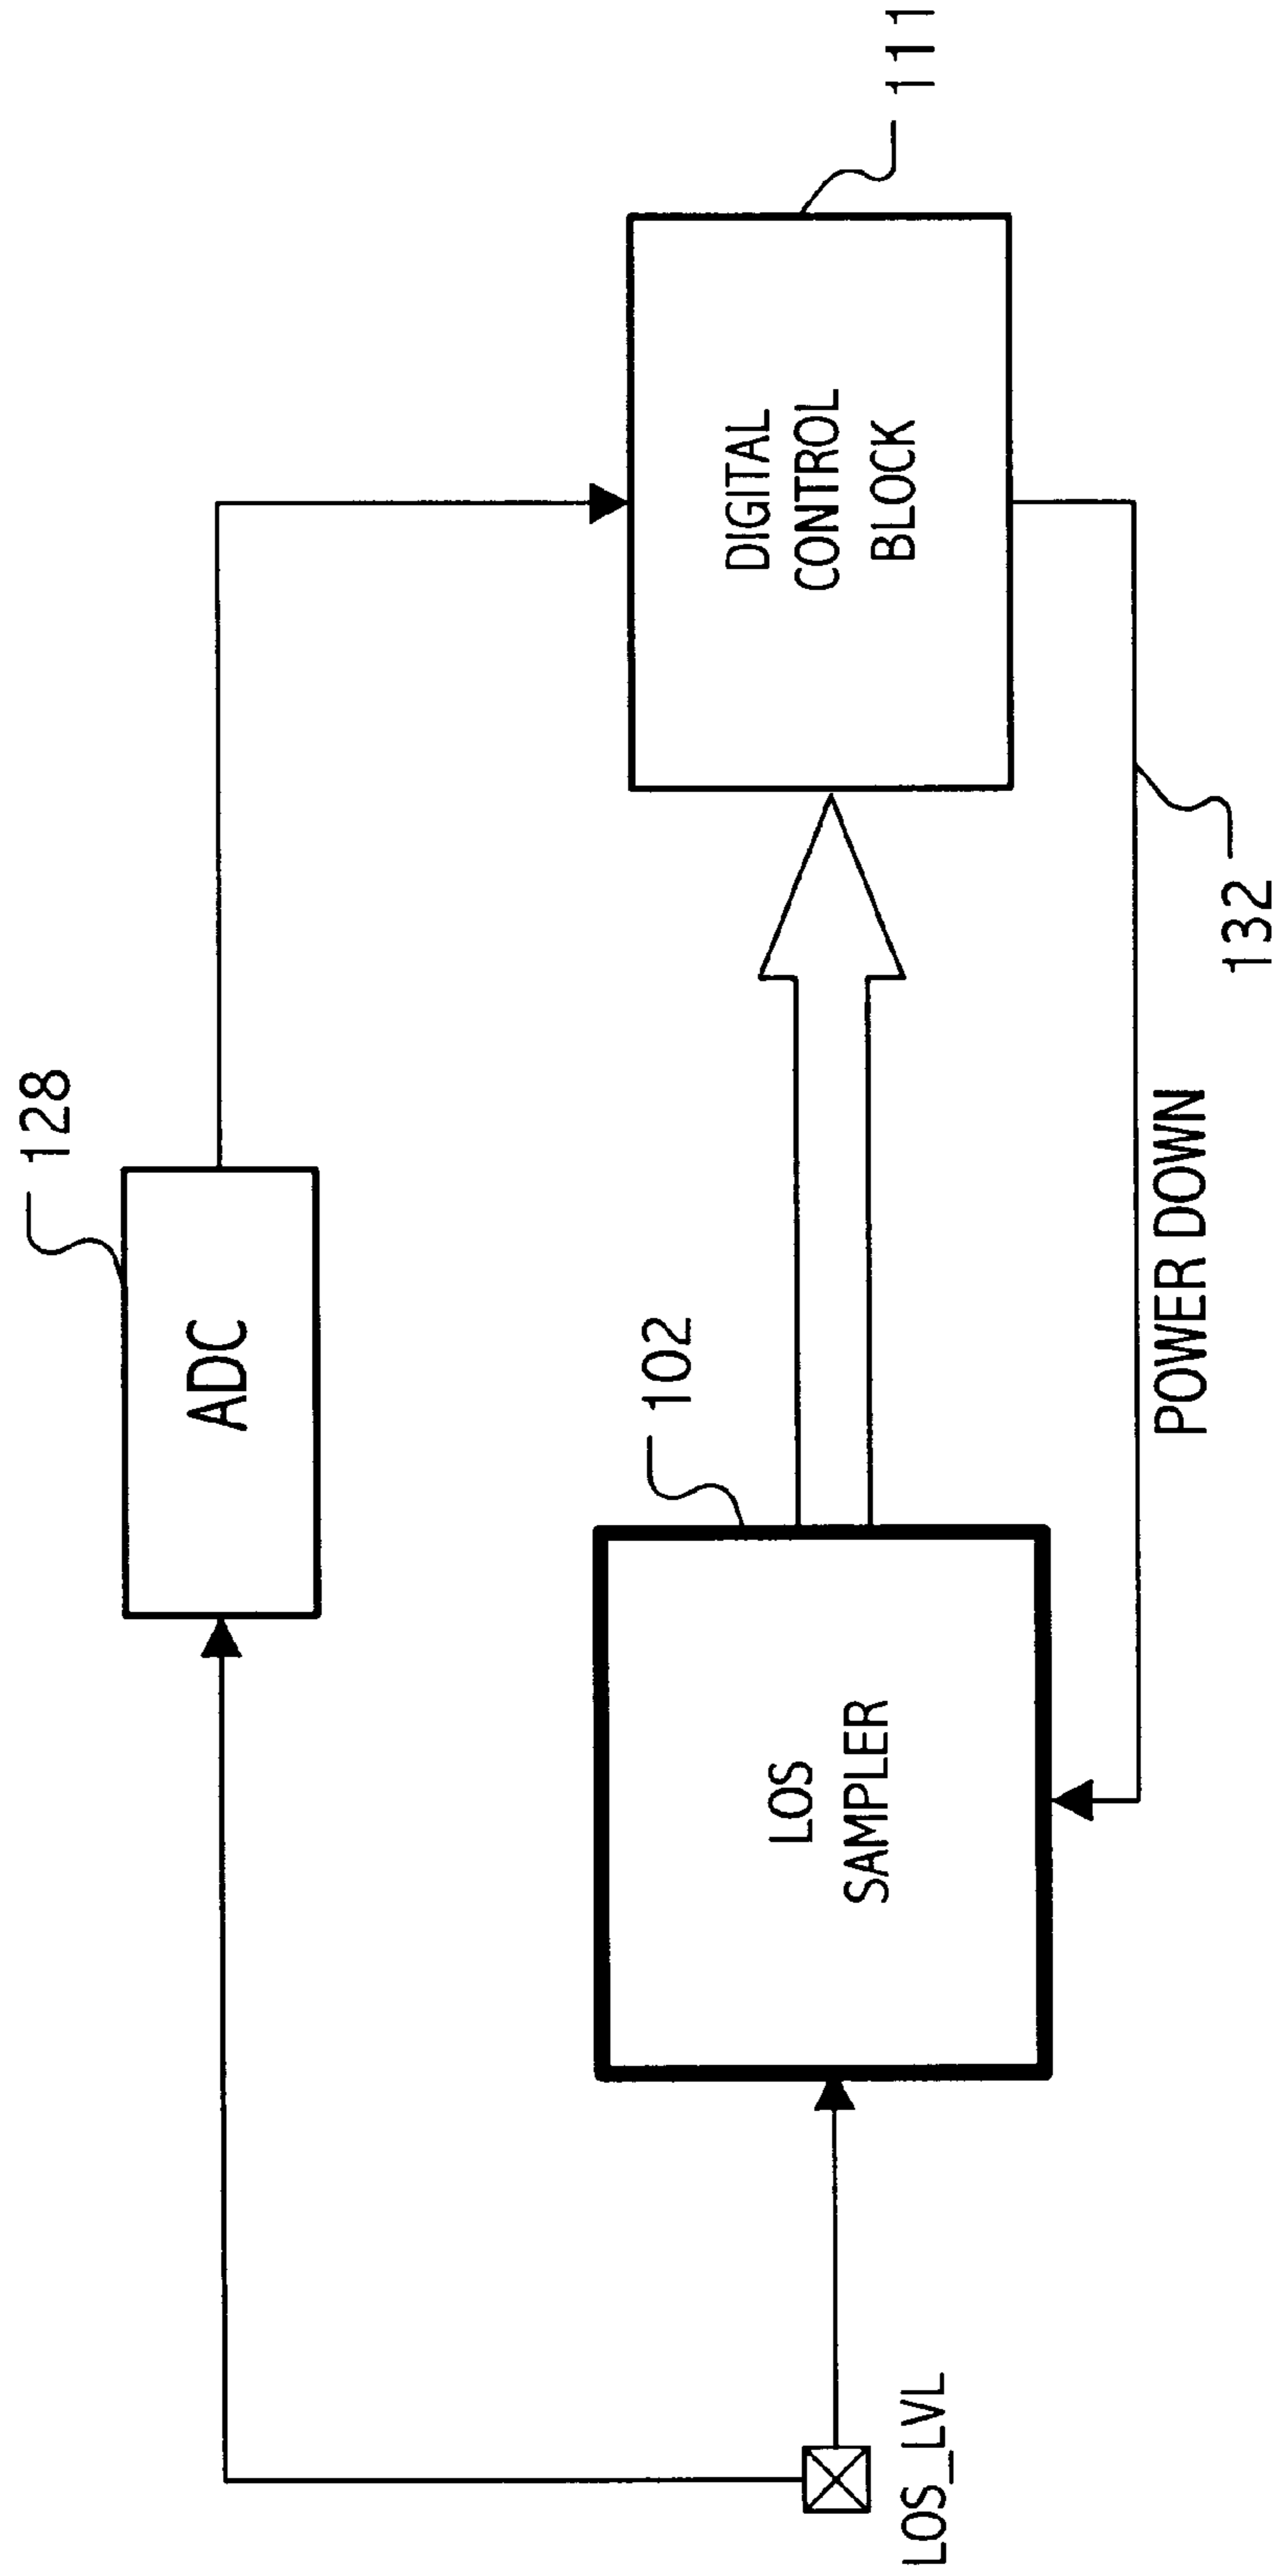 128
ADC
102
111
LOS
SAMPLER
DIGITAL
CONTROL
BLOCK
LOS_LVL
POWER DOWN
132